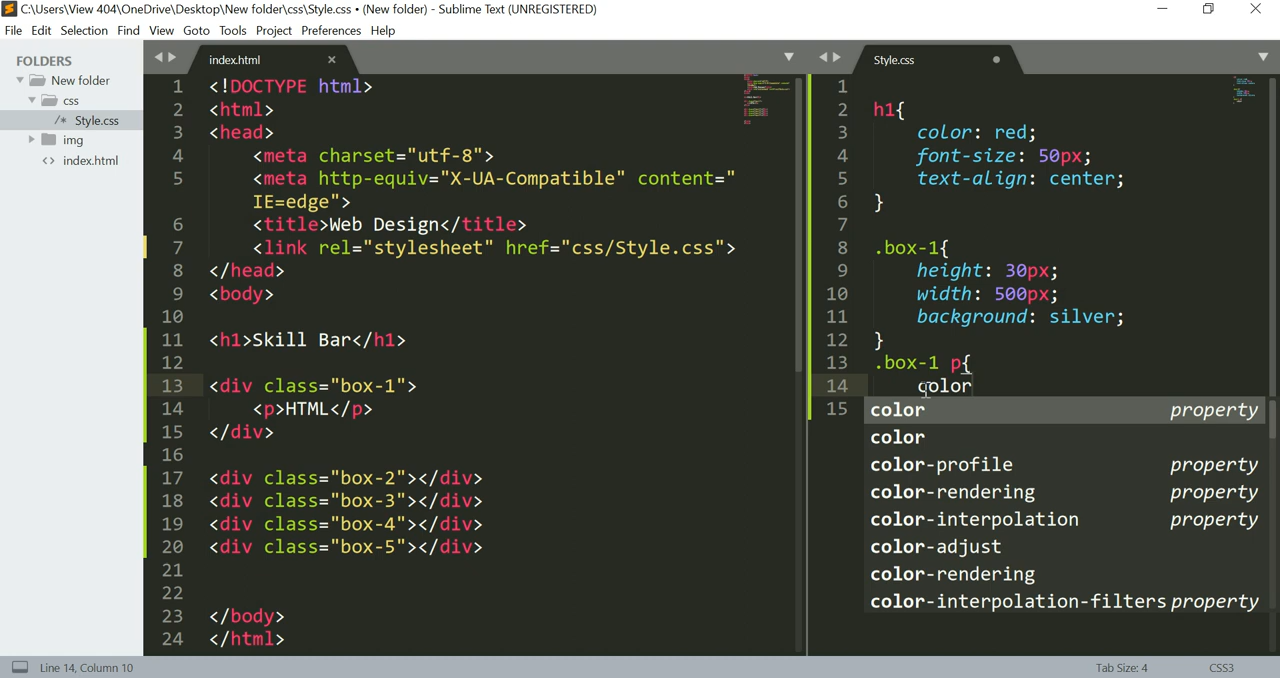 C:\Users\View 404\OneDrive\Desktop\New folder\css\Style.css • (New folder) - Sublime Text (UNREGISTERED)
File Edit Selection Find View Goto Tools Project Preferences Help
FOLDERS
New folder
css
/* Style.css
img
<> index.html
index.html
1 <!DOCTYPE html>
2 <html>
3 <head>
4 <meta charset="utf-8">
5 <meta http-equiv="X-UA-Compatible" content="
IE=edge">
6 <title>Web Design</title>
7 <link rel="stylesheet" href="css/Style.css">
8 </head>
9 <body>
10
11 <h1>Skill Bar</h1>
12
13 <div class="box-1">
14 <p>HTML</p>
15 </div>
16
17 <div class="box-2"></div>
18 <div class="box-3"></div>
19 <div class="box-4"></div>
20 <div class="box-5"></div>
21
22
23 </body>
24 </html>
Style.css
1
2 h1{
3 color: red;
4 font-size: 50px;
5 text-align: center;
6 }
7
8 .box-1{
9 height: 30px;
10 width: 500px;
11 background: silver;
12 }
13 .box-1 p{
14 color
15
color property
color
color-profile property
color-rendering property
color-interpolation property
color-adjust
color-rendering
color-interpolation-filters property
Line 14, Column 10
Tab Size: 4
CSS3